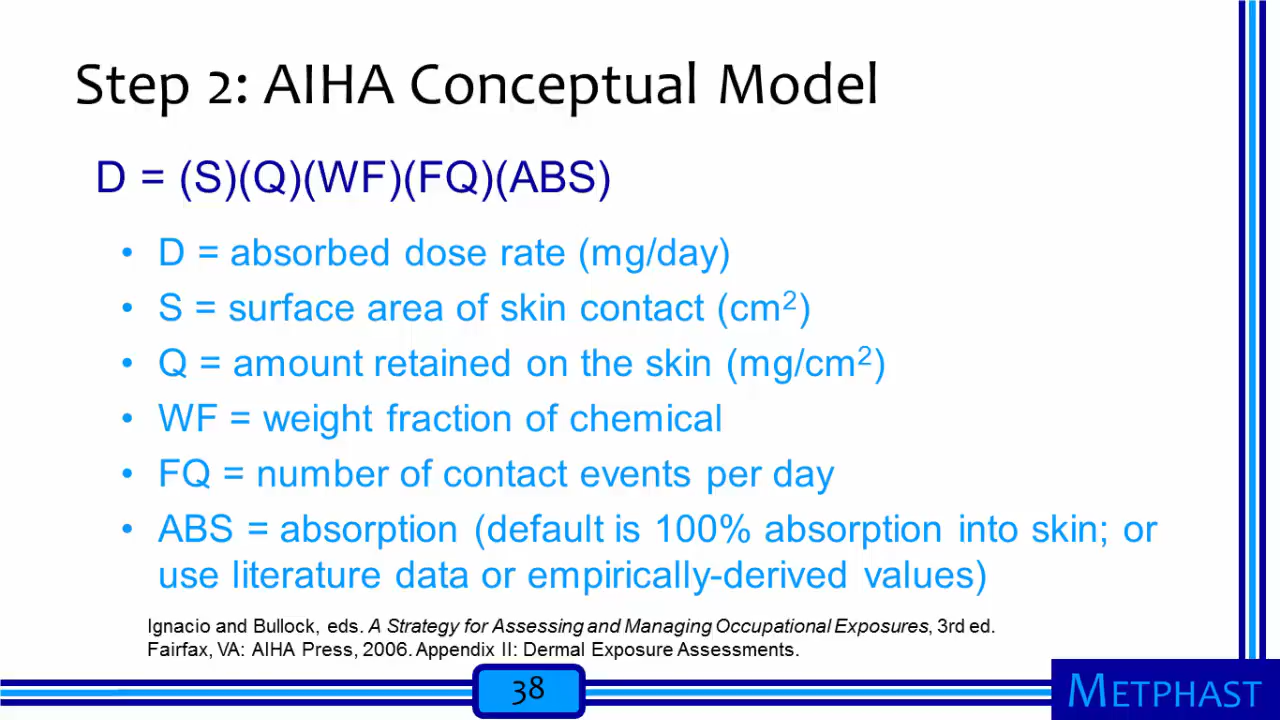 Step 2: AIHA Conceptual Model
D = (S)(Q)(WF)(FQ)(ABS)
• D = absorbed dose rate (mg/day)
• S = surface area of skin contact (cm²)
• Q = amount retained on the skin (mg/cm²)
• WF = weight fraction of chemical
• FQ = number of contact events per day
• ABS = absorption (default is 100% absorption into skin; or
use literature data or empirically-derived values)
Ignacio and Bullock, eds. A Strategy for Assessing and Managing Occupational Exposures, 3rd ed.
Fairfax, VA: AIHA Press, 2006. Appendix II: Dermal Exposure Assessments.
38
METPHAST